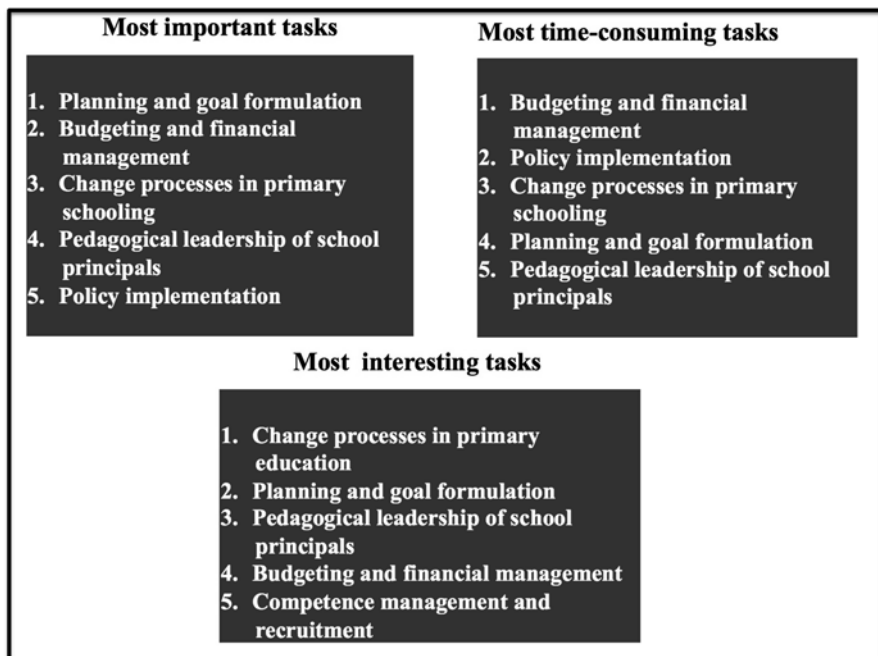 Most important tasks
1. Planning and goal formulation
2. Budgeting and financial
management
3. Change processes in primary
schooling
4. Pedagogical leadership of school
principals
5. Policy implementation
Most time-consuming tasks
1. Budgeting and financial
management
2. Policy implementation
3. Change processes in primary
schooling
4. Planning and goal formulation
5. Pedagogical leadership of school
principals
Most interesting tasks
1. Change processes in primary
education
2. Planning and goal formulation
3. Pedagogical leadership of school
principals
4. Budgeting and financial management
5. Competence management and
recruitment